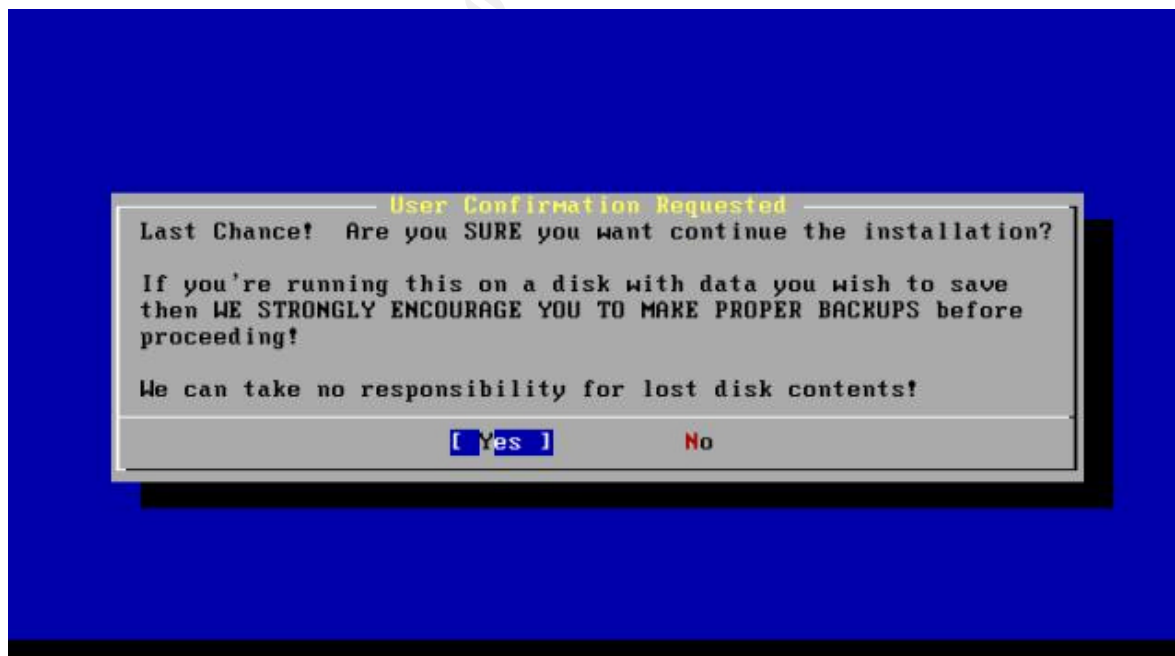 User Confirmation Requested
Last Chance! Are you SURE you want continue the installation?
If you're running this on a disk with data you wish to save
then WE STRONGLY ENCOURAGE YOU TO MAKE PROPER BACKUPS before
proceeding!
We can take no responsibility for lost disk contents!
[ Yes ] No